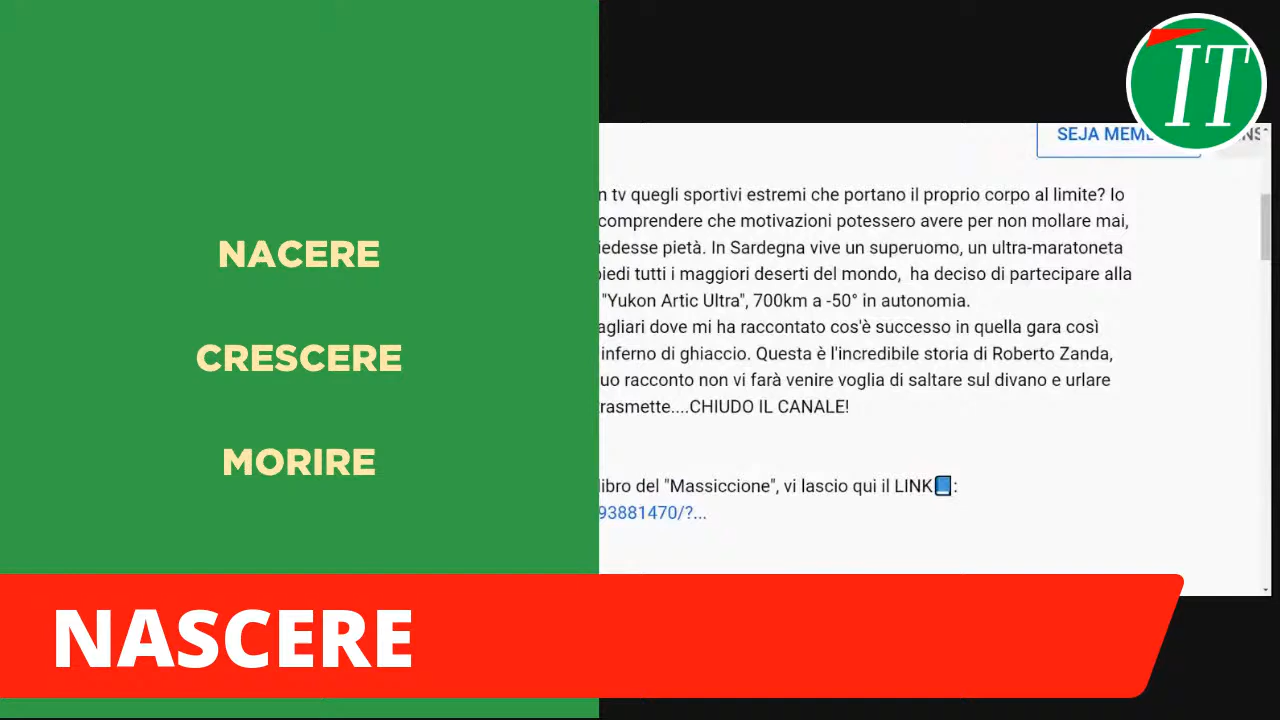 IT
SEJA MEM
NS
NACERE
CRESCERE
MORIRE
n tv quegli sportivi estremi che portano il proprio corpo al limite? Io
comprendere che motivazioni potessero avere per non mollare mai,
iedesse pietà. In Sardegna vive un superuomo, un ultra-maratoneta
piedi tutti i maggiori deserti del mondo, ha deciso di partecipare alla
"Yukon Artic Ultra", 700km a -50° in autonomia.
agliari dove mi ha raccontato cos'è successo in quella gara così
inferno di ghiaccio. Questa è l'incredibile storia di Roberto Zanda,
uo racconto non vi farà venire voglia di saltare sul divano e urlare
rasmette....CHIUDO IL CANALE!
libro del "Massiccione", vi lascio qui il LINK📘:
93881470/?...
NASCERE